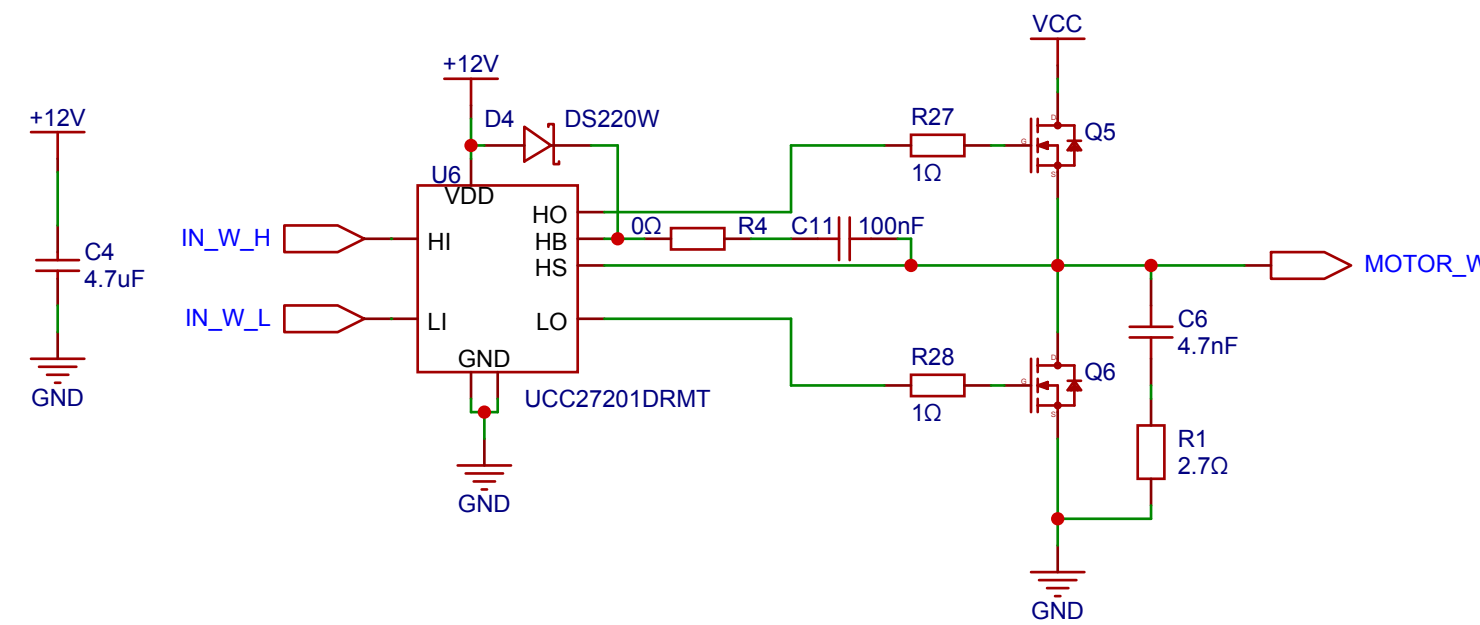 VCC
+12V
+12V
D4
DS220W
R27
Q5
U6
VDD
1Ω
HO
0Ω
R4
C11
100nF
IN_W_H
HI
HB
C4
4.7uF
HS
MOTOR_W
IN_W_L
LI
LO
C6
4.7nF
GND
R28
Q6
GND
UCC27201DRMT
1Ω
R1
2.7Ω
GND
GND
D
G
S
D
G
S